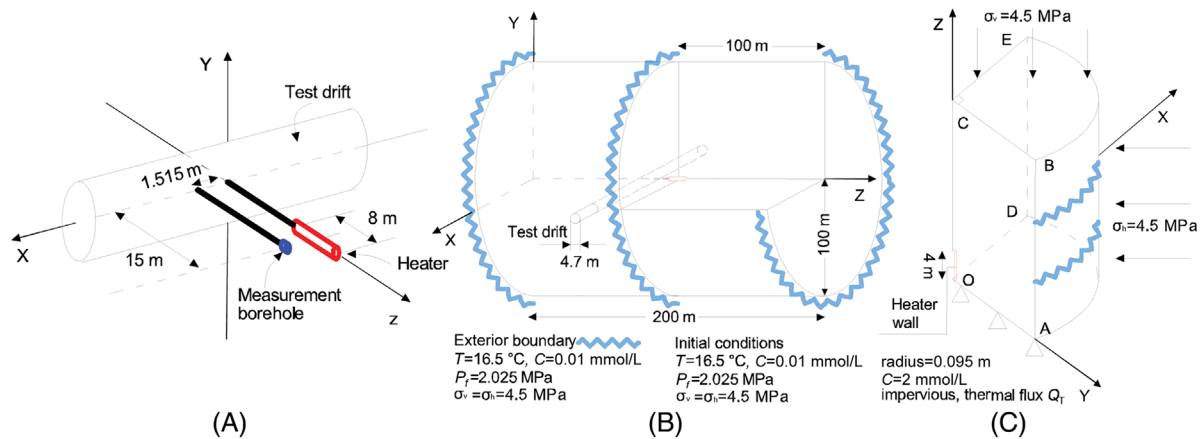 Y
Test drift
1.515 m
8 m
X
15 m
Heater
Measurement
borehole
z
(A)
Y
100 m
Z
X
Test drift
4.7 m
100 m
200 m
Exterior boundary
T=16.5 °C, C=0.01 mmol/L
Pf=2.025 MPa
σv =σh=4.5 MPa
Initial conditions
T=16.5 °C, C=0.01 mmol/L
Pf=2.025 MPa
σv =σh=4.5 MPa
(B)
Z
σv=4.5 MPa
E
X
C
B
D
σh=4.5 MPa
4 m
O
Heater
wall
A
radius=0.095 m
C=2 mmol/L
impervious, thermal flux QT
Y
(C)